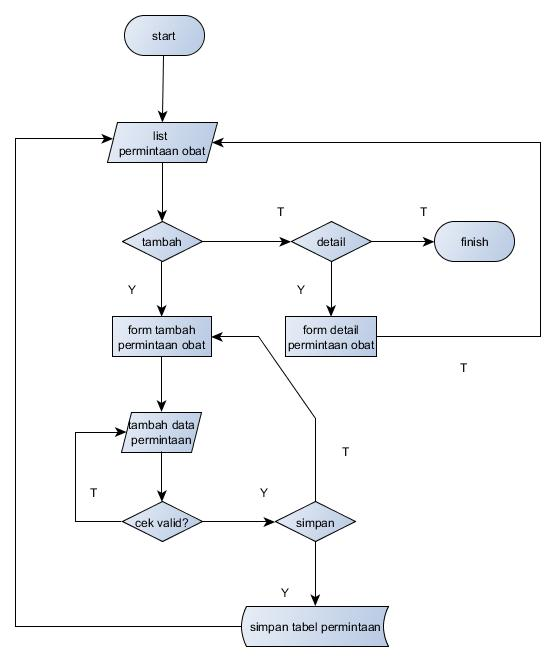 start
list
permintaan obat
T
T
tambah
detail
finish
Y
Y
form tambah
permintaan obat
form detail
permintaan obat
T
tambah data
permintaan
T
T
Y
cek valid?
simpan
Y
simpan tabel permintaan